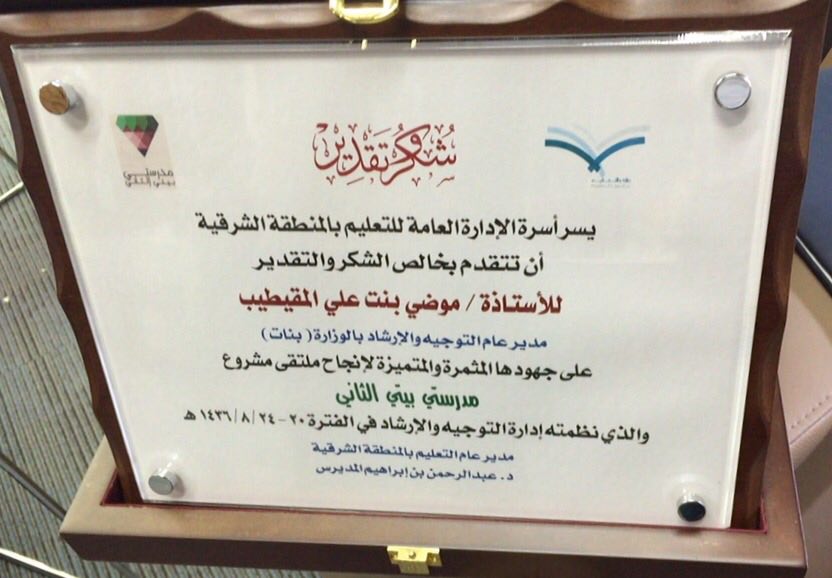 شكر وتقدير
مدرستي
بيتي الثاني
يسر أسرة الإدارة العامة للتعليم بالمنطقة الشرقية
أن تتقدم بخالص الشكر والتقدير
للأستاذة / موضي بنت علي المقيطيب
مدير عام التوجيه والإرشاد بالوزارة ( بنات )
على جهودها المثمرة والمتميزة لإنجاح ملتقى مشروع
مدرستي بيتي الثاني
والذي نظمته إدارة التوجيه والإرشاد في الفترة ٢٠ - ٢٤ / ٨ / ١٤٣٦ هـ
مدير عام التعليم بالمنطقة الشرقية
د. عبدالرحمن بن إبراهيم المديرس